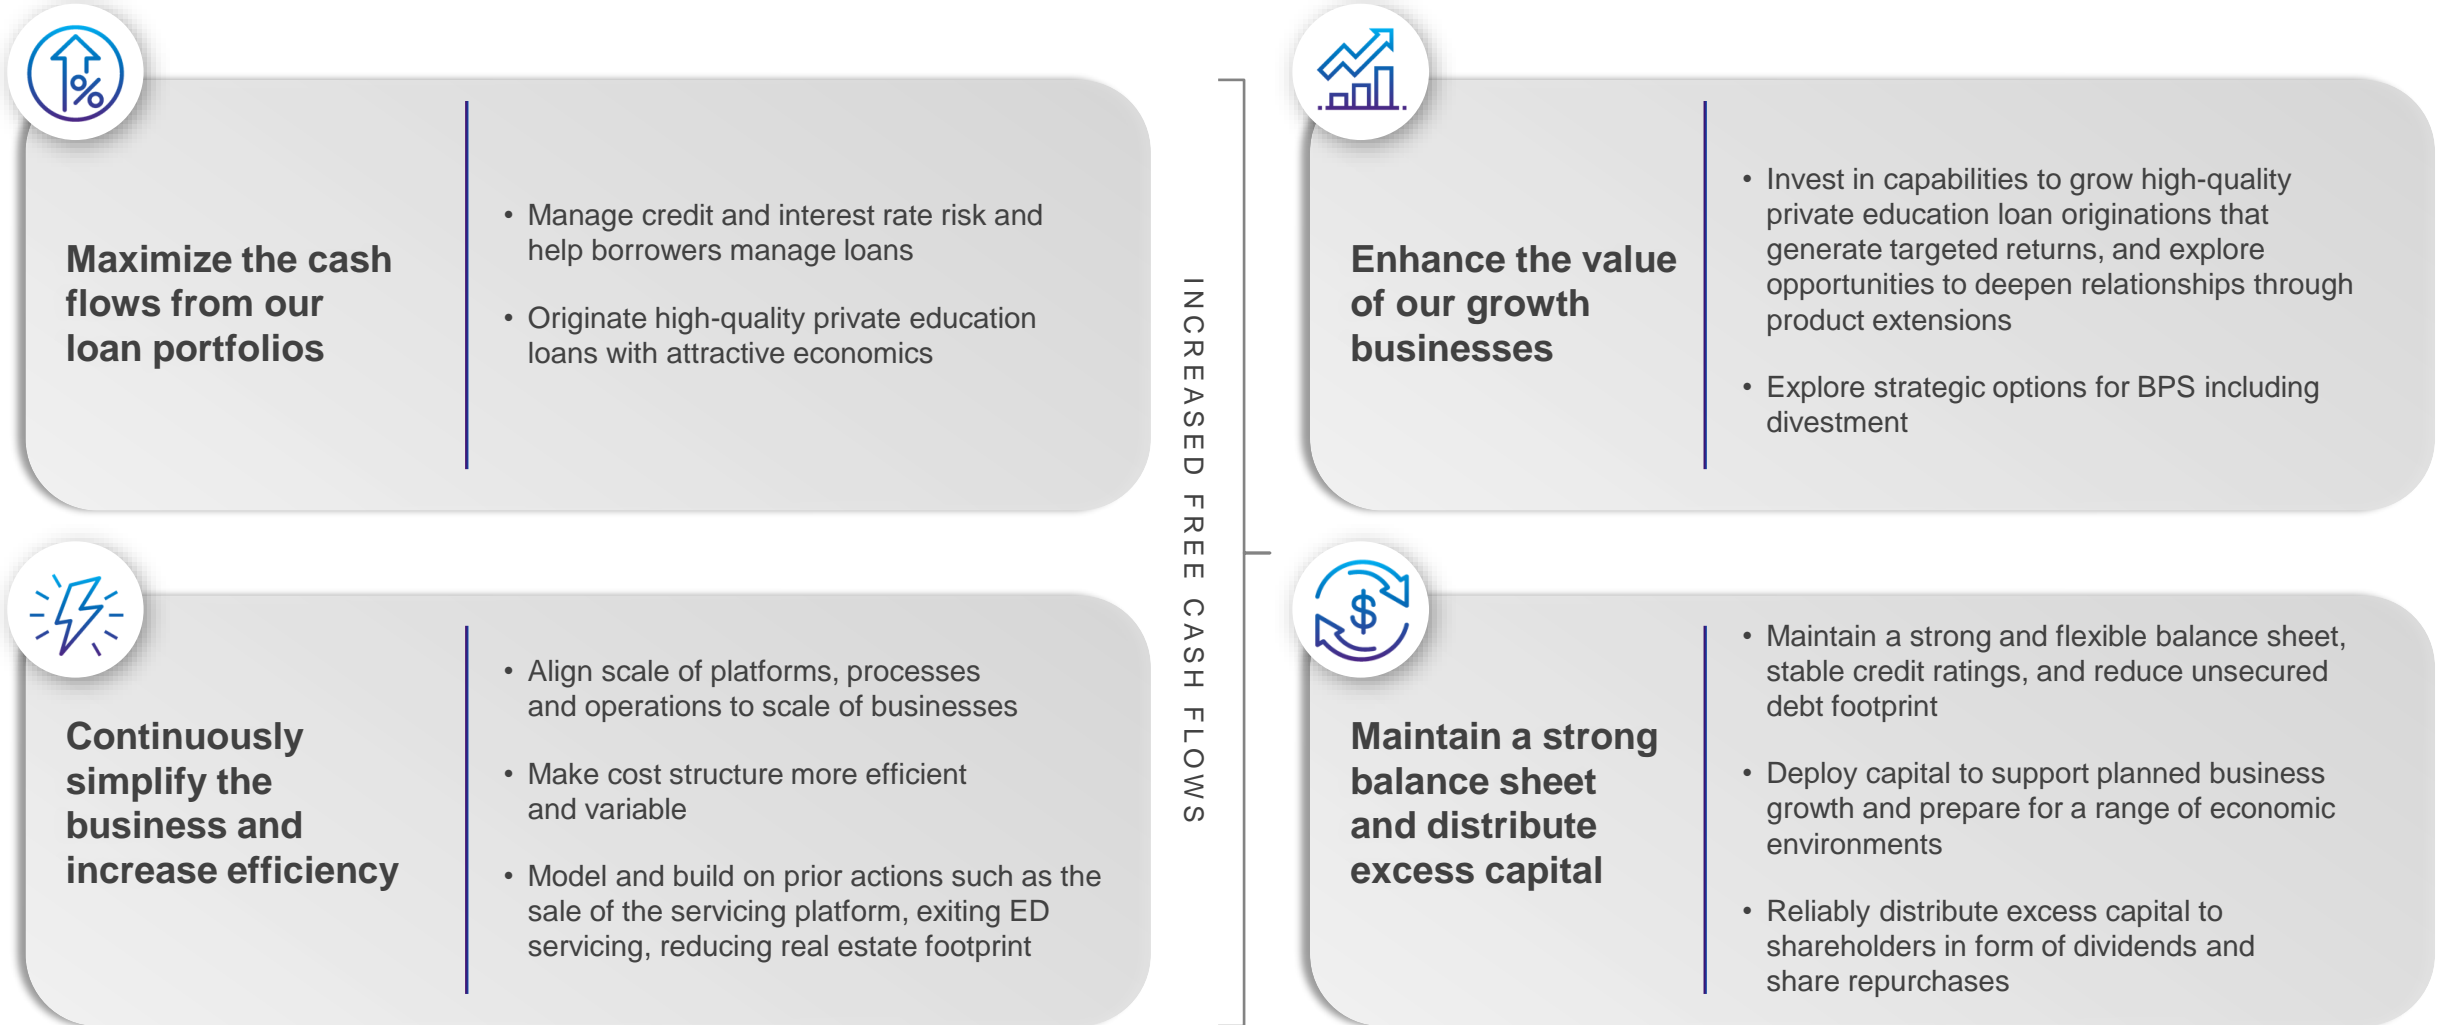 Maximize the cash
flows from our
loan portfolios
• Manage credit and interest rate risk and
help borrowers manage loans
• Originate high-quality private education
loans with attractive economics
Continuously
simplify the
business and
increase efficiency
• Align scale of platforms, processes
and operations to scale of businesses
• Make cost structure more efficient
and variable
• Model and build on prior actions such as the
sale of the servicing platform, exiting ED
servicing, reducing real estate footprint
INCREASED FREE CASH FLOWS
Enhance the value
of our growth
businesses
• Invest in capabilities to grow high-quality
private education loan originations that
generate targeted returns, and explore
opportunities to deepen relationships through
product extensions
• Explore strategic options for BPS including
divestment
Maintain a strong
balance sheet
and distribute
excess capital
• Maintain a strong and flexible balance sheet,
stable credit ratings, and reduce unsecured
debt footprint
• Deploy capital to support planned business
growth and prepare for a range of economic
environments
• Reliably distribute excess capital to
shareholders in form of dividends and
share repurchases